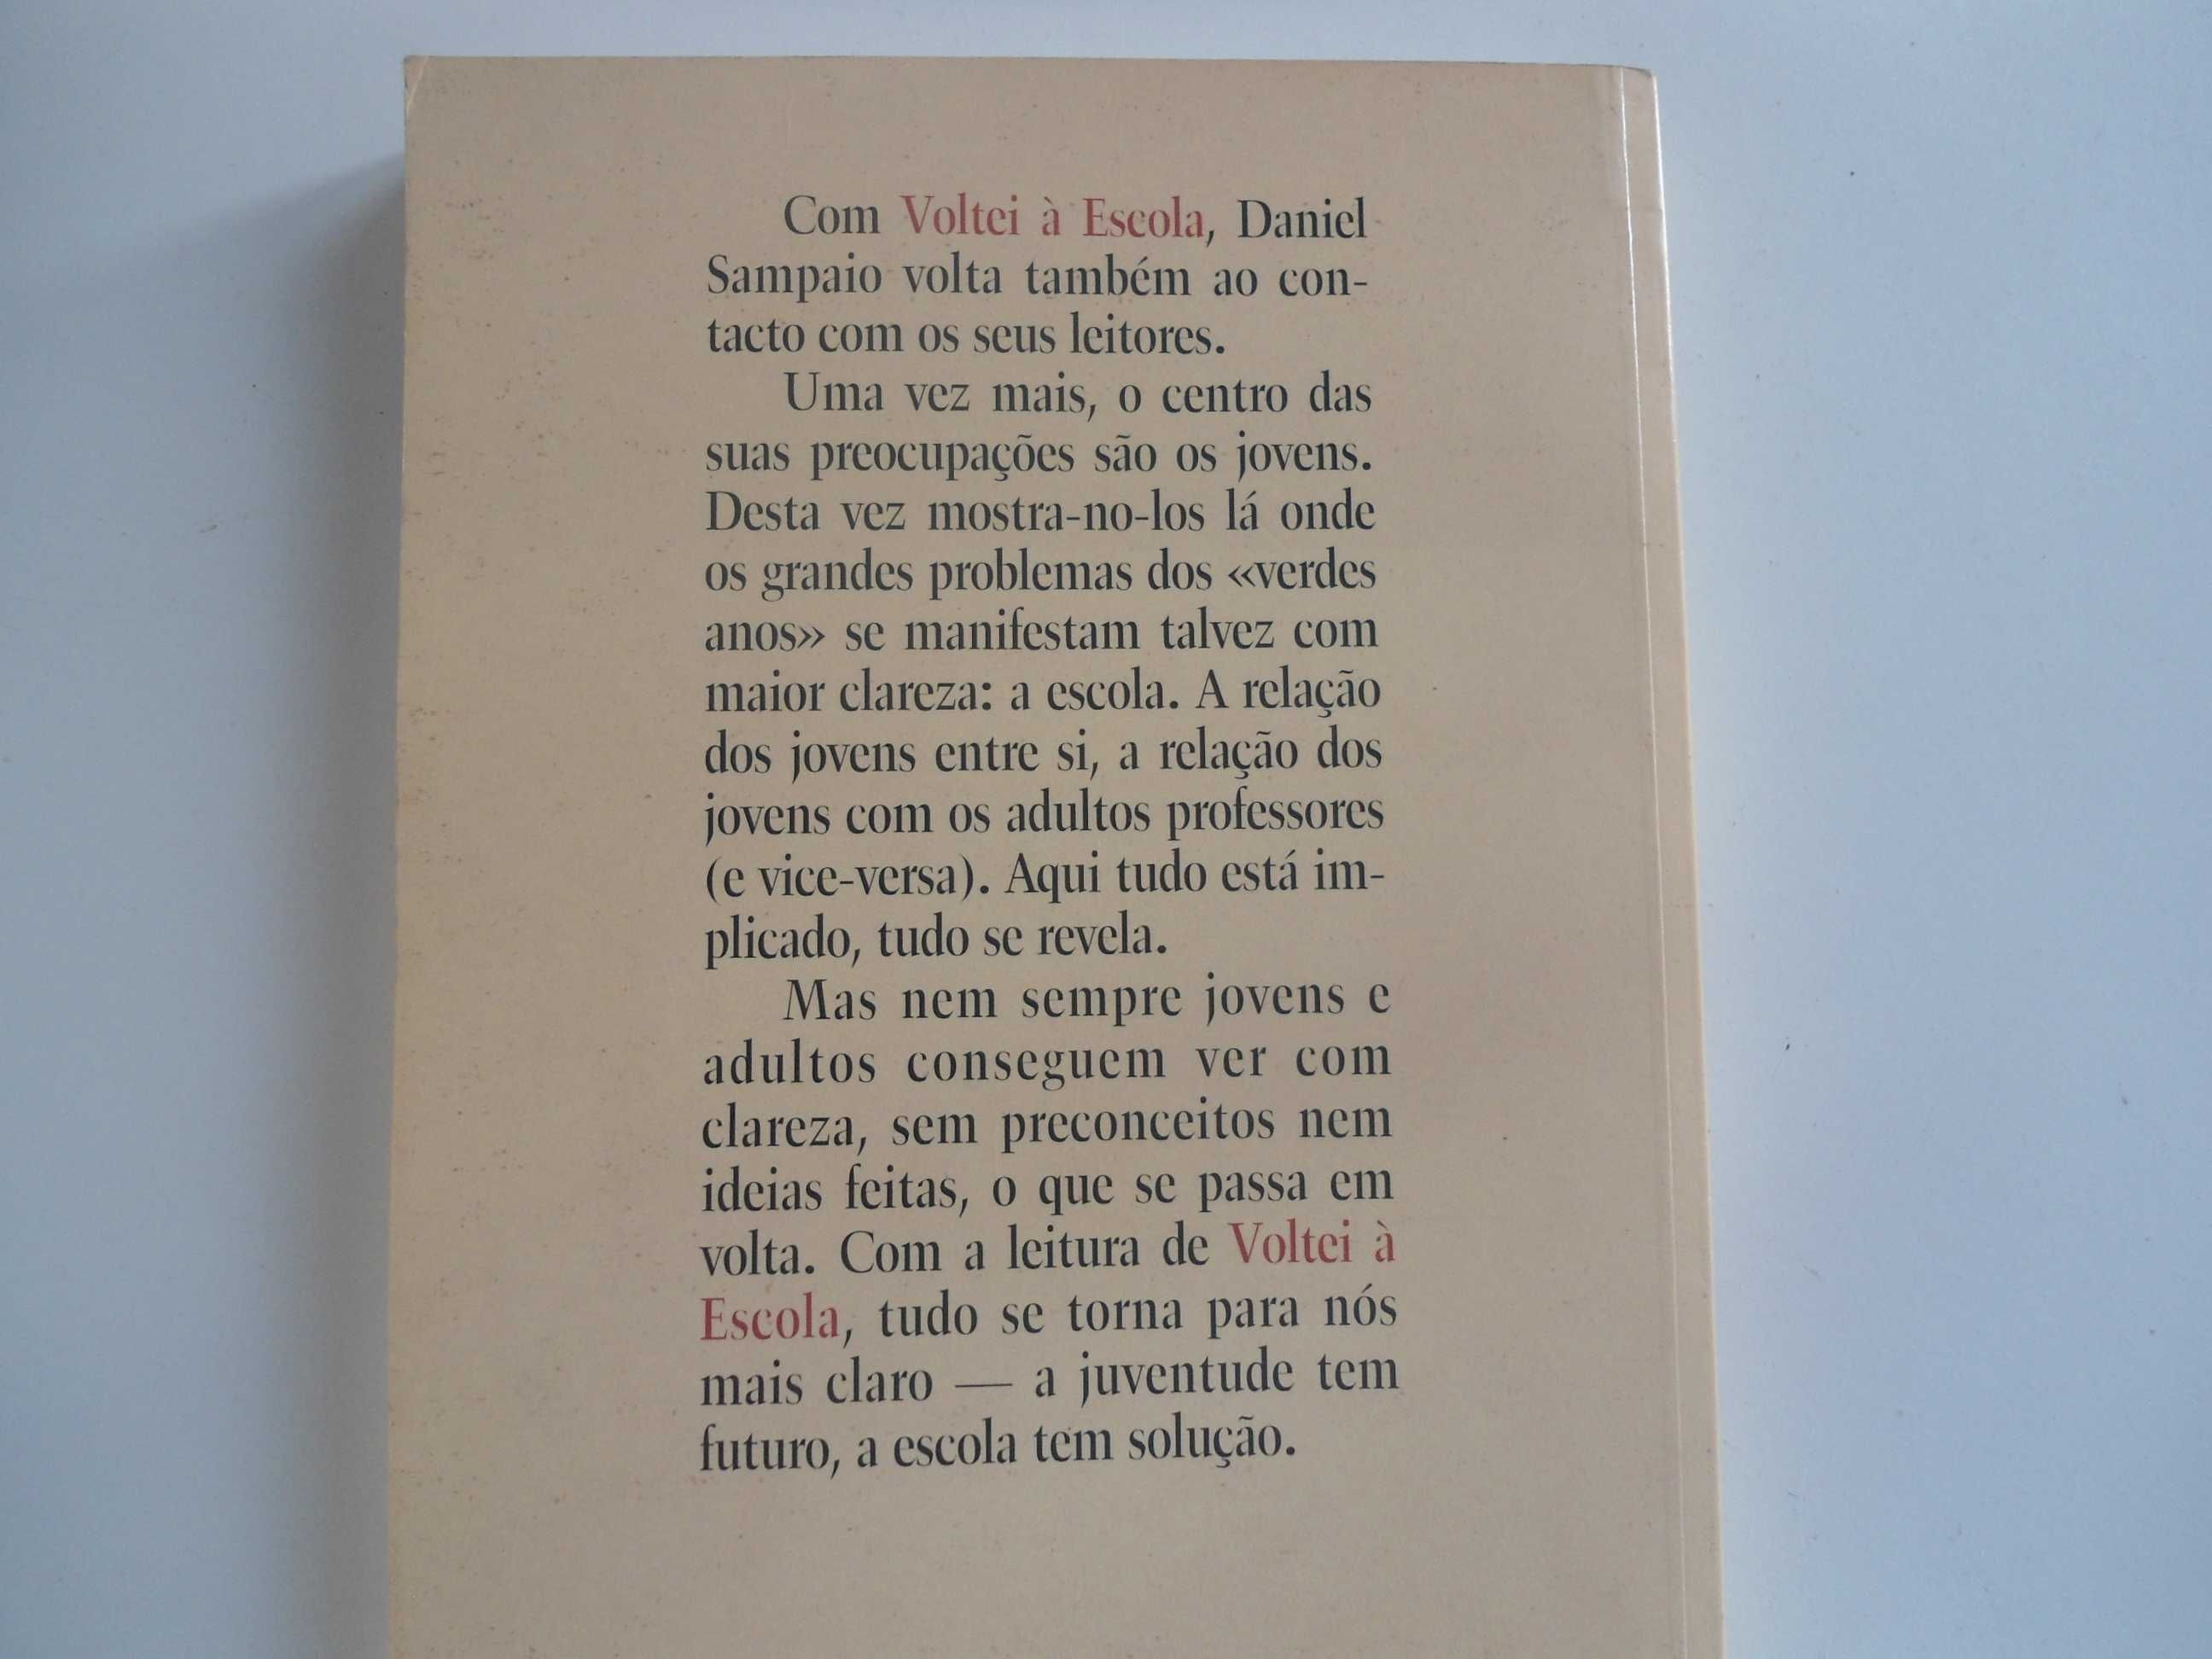 Com Voltei à Escola, Daniel
Sampaio volta também ao con-
tacto com os seus leitores.
Uma vez mais, o centro das
suas preocupações são os jovens.
Desta vez mostra-no-los lá onde
os grandes problemas dos «verdes
anos» se manifestam talvez com
maior clareza: a escola. A relação
dos jovens entre si, a relação dos
jovens com os adultos professores
(e vice-versa). Aqui tudo está im-
plicado, tudo se revela.
Mas nem sempre jovens e
adultos conseguem ver com
clareza, sem preconceitos nem
ideias feitas, o que se passa em
volta. Com a leitura de Voltei à
Escola, tudo se torna para nós
mais claro — a juventude tem
futuro, a escola tem solução.